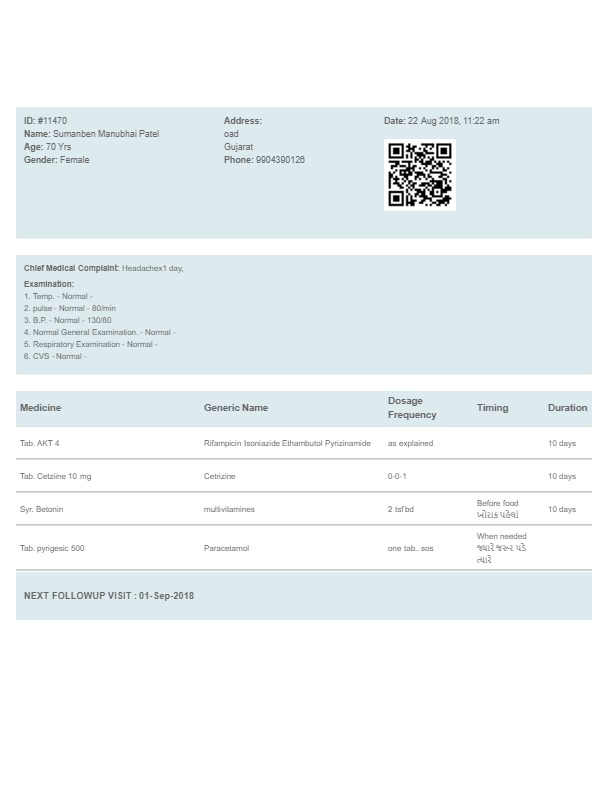 ID: #11470
Name: Sumanben Manubhai Patel
Age: 70 Yrs
Gender: Female
Address:
oad
Gujarat
Phone: 9904390126
Date: 22 Aug 2018, 11:22 am
Chief Medical Complaint: Headachex1 day,
Examination:
1. Temp. - Normal -
2. pulse - Normal - 80/min
3. B.P. - Normal - 130/80
4. Normal General Examination. - Normal -
5. Respiratory Examination - Normal -
6. CVS - Normal -
Medicine Generic Name Dosage Frequency Timing Duration
Tab. AKT 4 Rifampicin Isoniazide Ethambutol Pyrizinamide as explained 10 days
Tab. Cetziine 10 mg Cetrizine 0-0-1 10 days
Syr. Betonin multivitamines 2 tsf bd Before food 10 days
ખોરાક પહેલાં
Tab. pyrigesic 500 Paracetamol one tab.. sos When needed
જ્યારે જરૂર પડે
ત્યારે
NEXT FOLLOWUP VISIT : 01-Sep-2018